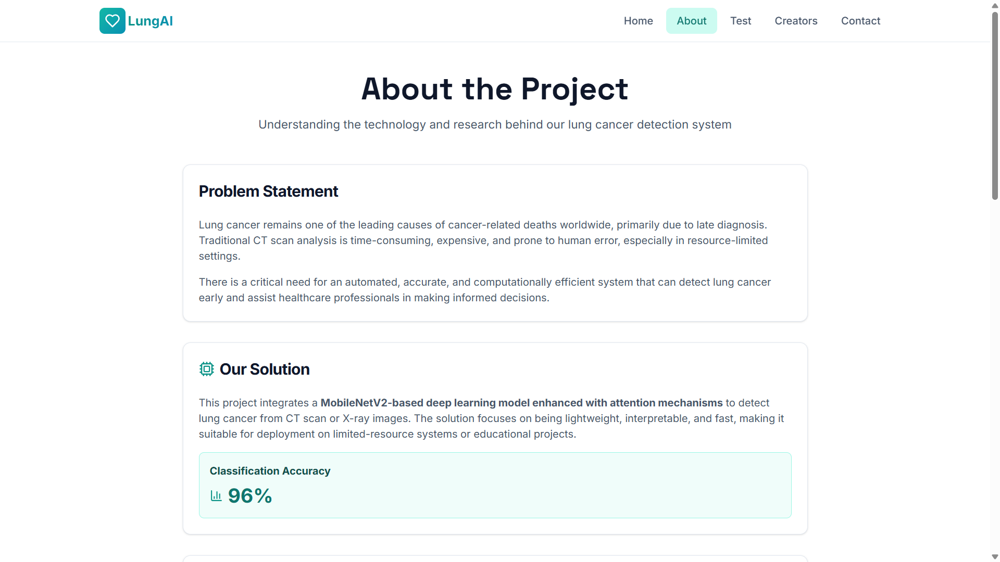 LungAI
Home
About
Test
Creators
Contact
About the Project
Understanding the technology and research behind our lung cancer detection system
Problem Statement
Lung cancer remains one of the leading causes of cancer-related deaths worldwide, primarily due to late diagnosis.
Traditional CT scan analysis is time-consuming, expensive, and prone to human error, especially in resource-limited
settings.
There is a critical need for an automated, accurate, and computationally efficient system that can detect lung cancer
early and assist healthcare professionals in making informed decisions.
Our Solution
This project integrates a MobileNetV2-based deep learning model enhanced with attention mechanisms to detect
lung cancer from CT scan or X-ray images. The solution focuses on being lightweight, interpretable, and fast, making it
suitable for deployment on limited-resource systems or educational projects.
Classification Accuracy
96%